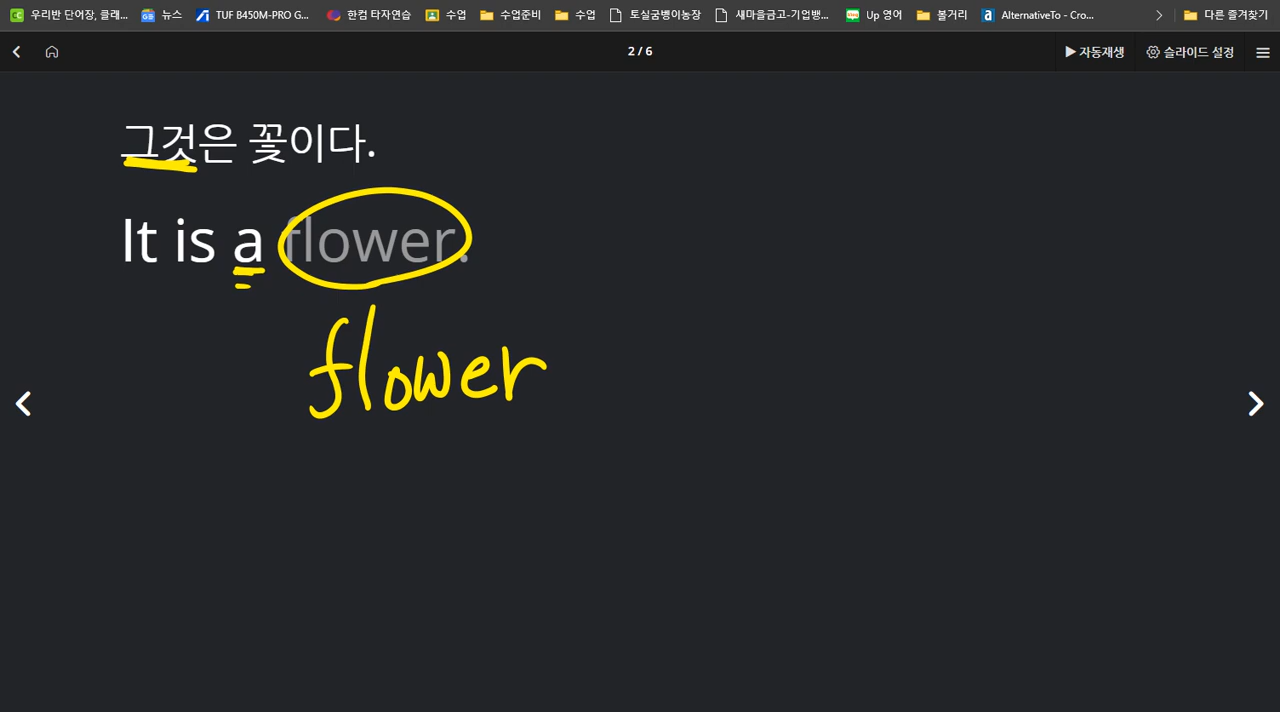 우리반 단어장, 클래... 뉴스 TUF B450M-PRO G... 한컴 타자연습 수업 수업준비 수업 토실굼벵이농장 새마을금고-기업뱅... Up 영어 볼거리 AlternativeTo - Cro... 다른 즐겨찾기
2 / 6 자동재생 슬라이드 설정
그것은 꽃이다.
It is a flower.
flower